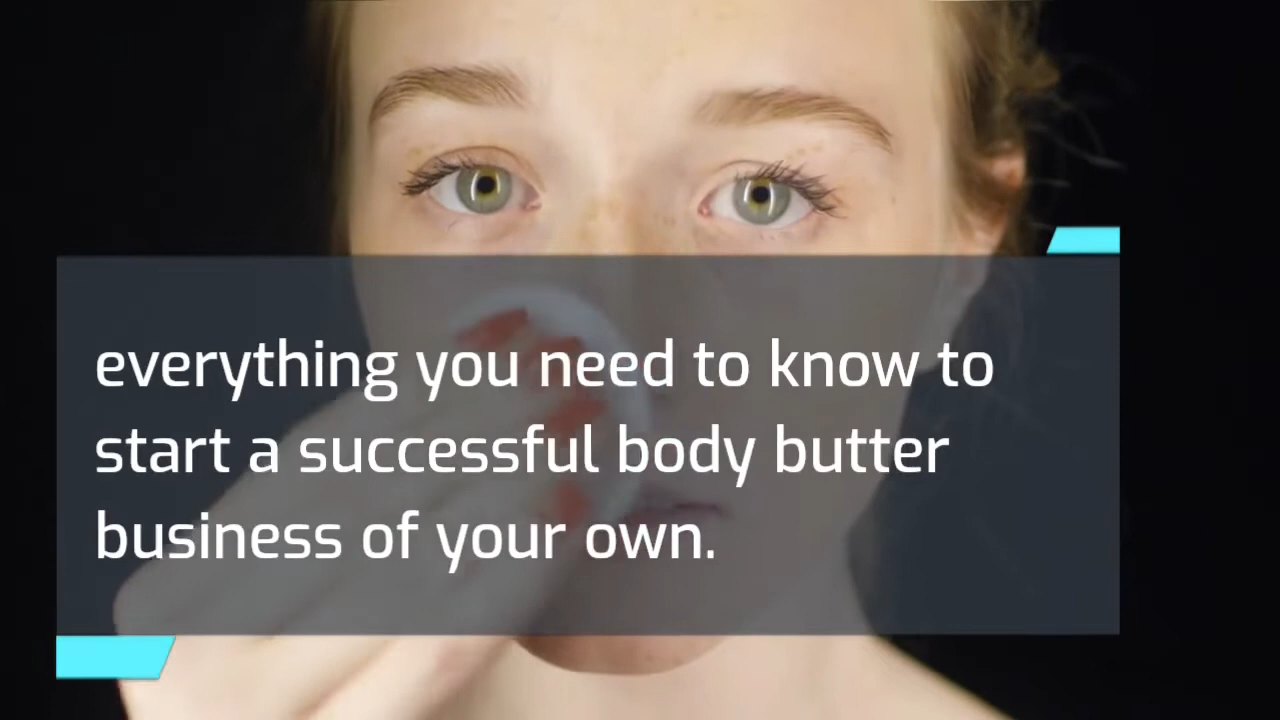 everything you need to know to
start a successful body butter
business of your own.